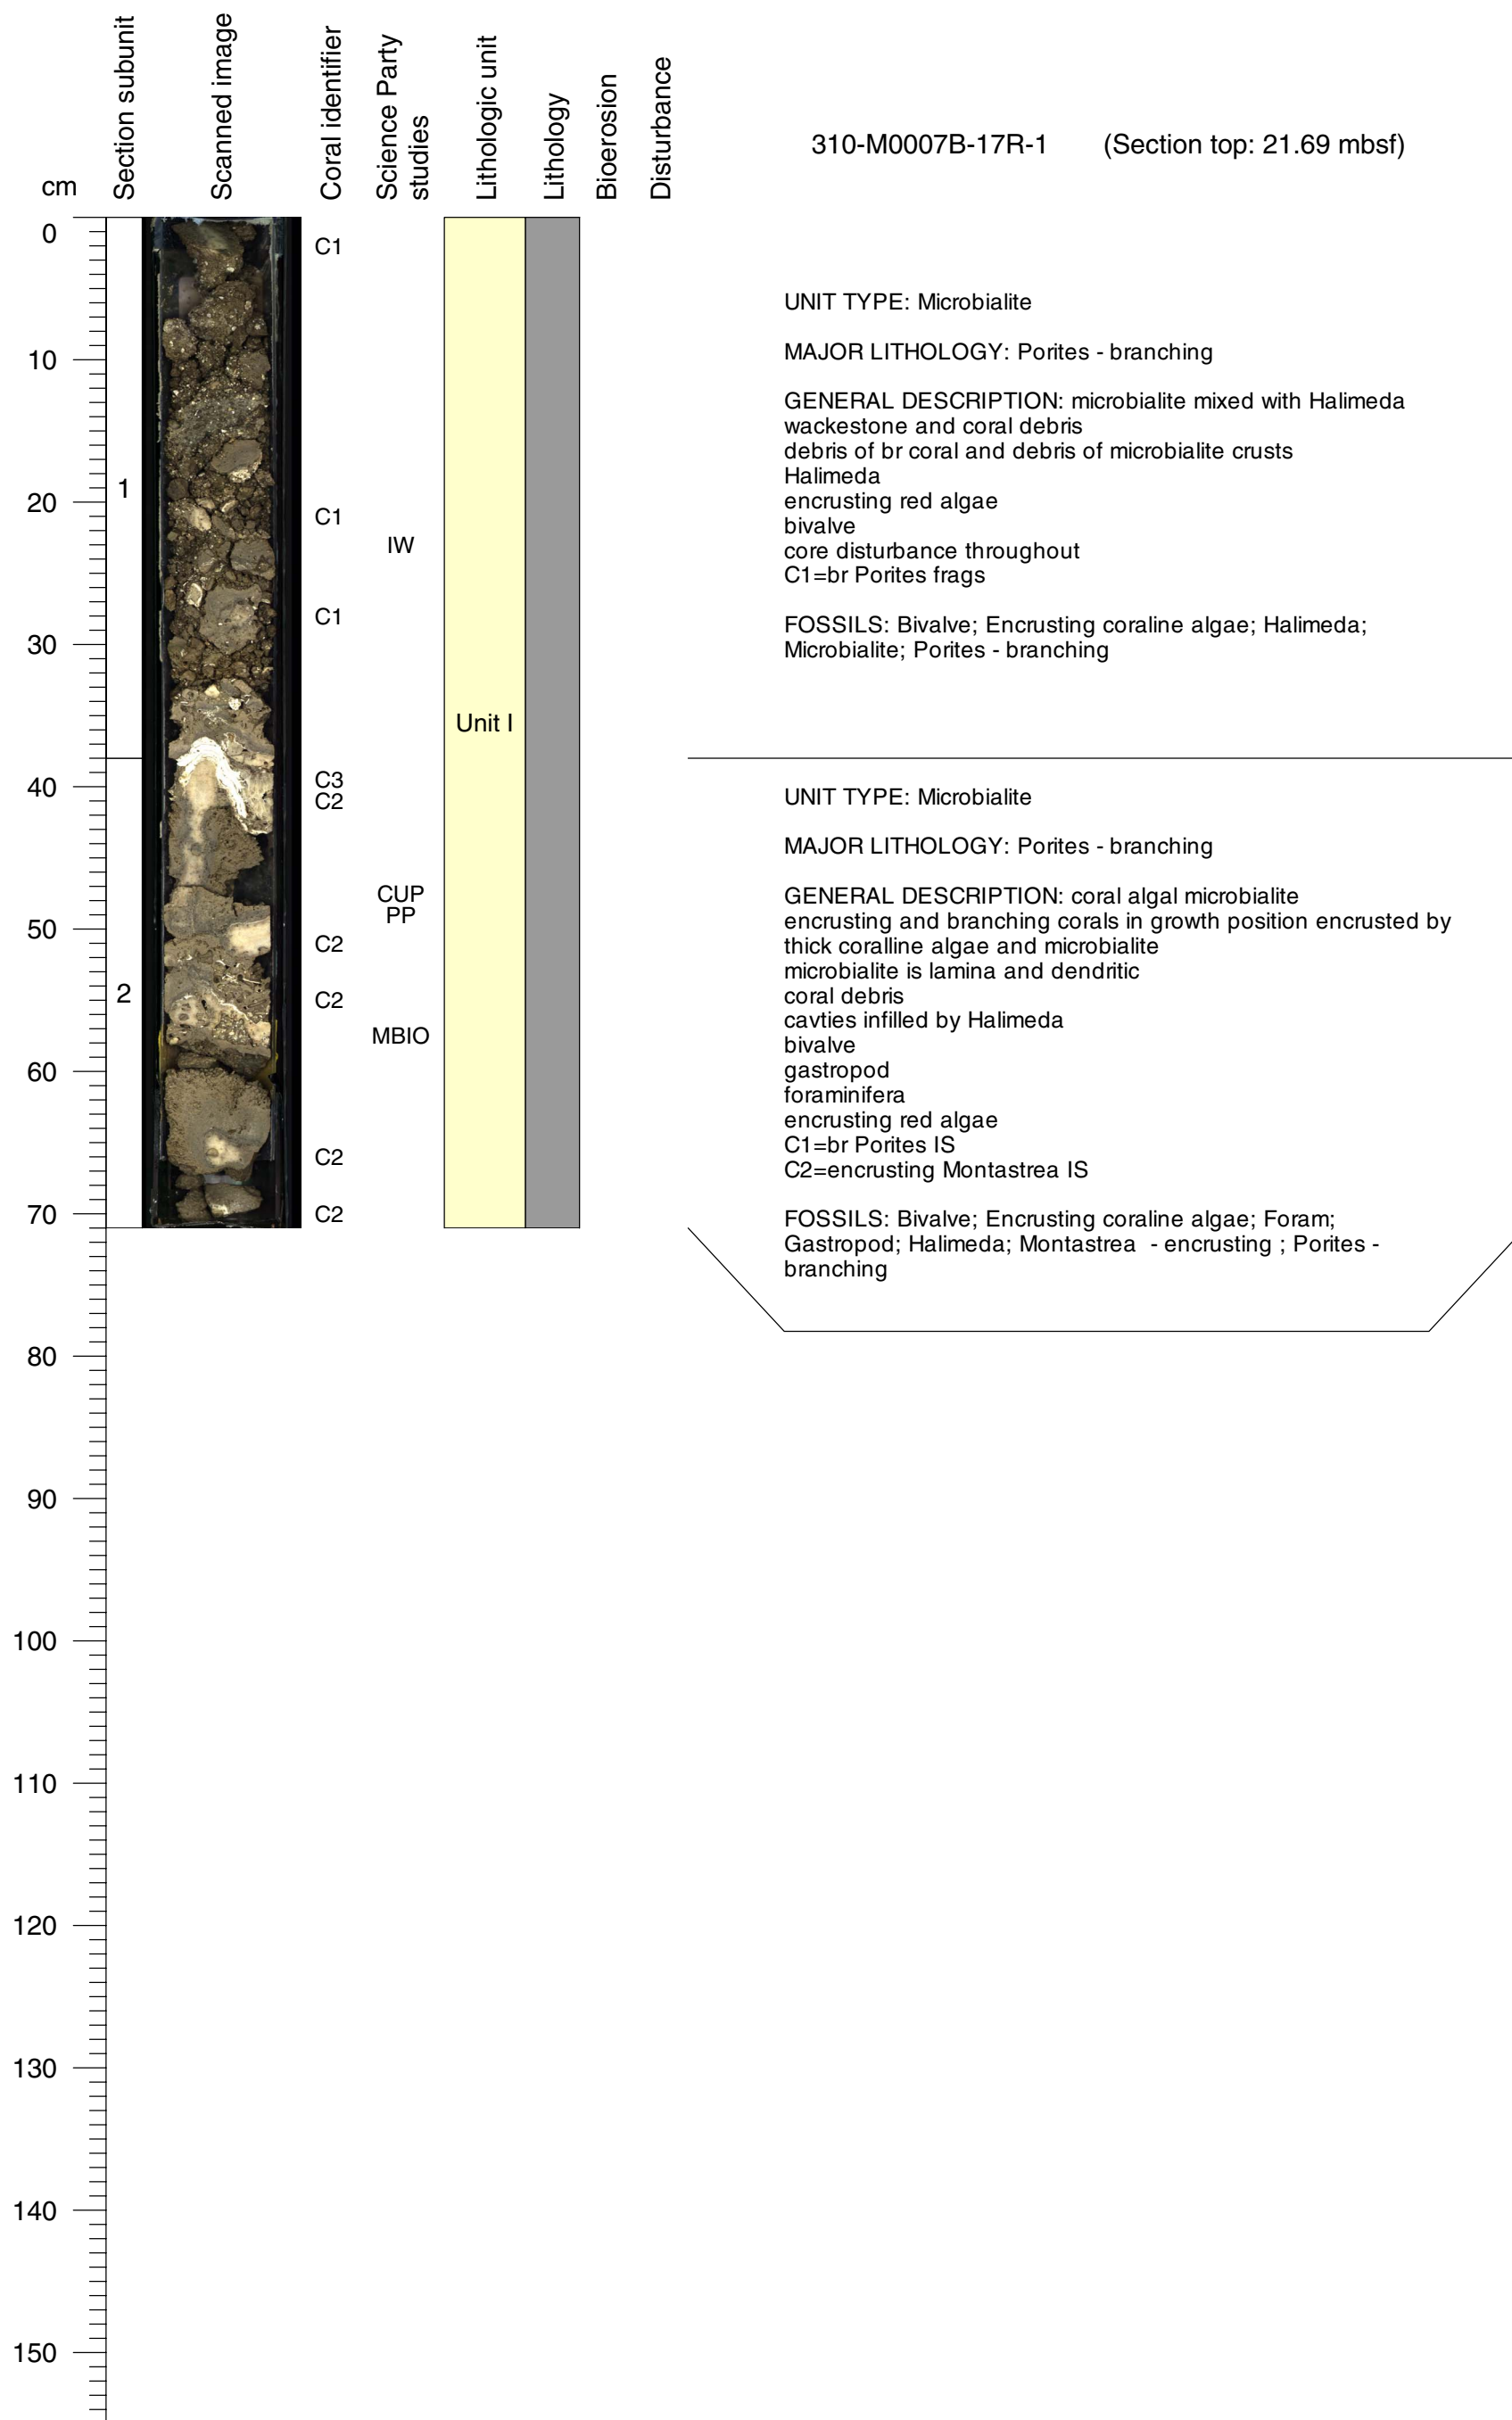 cm
Section subunit
Scanned image
Coral identifier
Science Party
studies
Lithologic unit
Lithology
Bioerosion
Disturbance
310-M0007B-17R-1 (Section top: 21.69 mbsf)
0
10
20
30
40
50
60
70
80
90
100
110
120
130
140
150
1
2
C1
C1
C1
C3
C2
C2
C2
C2
C2
IW
CUP
PP
MBIO
Unit I
UNIT TYPE: Microbialite
MAJOR LITHOLOGY: Porites - branching
GENERAL DESCRIPTION: microbialite mixed with Halimeda
wackestone and coral debris
debris of br coral and debris of microbialite crusts
Halimeda
encrusting red algae
bivalve
core disturbance throughout
C1=br Porites frags
FOSSILS: Bivalve; Encrusting coraline algae; Halimeda;
Microbialite; Porites - branching
UNIT TYPE: Microbialite
MAJOR LITHOLOGY: Porites - branching
GENERAL DESCRIPTION: coral algal microbialite
encrusting and branching corals in growth position encrusted by
thick coralline algae and microbialite
microbialite is lamina and dendritic
coral debris
cavties infilled by Halimeda
bivalve
gastropod
foraminifera
encrusting red algae
C1=br Porites IS
C2=encrusting Montastrea IS
FOSSILS: Bivalve; Encrusting coraline algae; Foram;
Gastropod; Halimeda; Montastrea - encrusting ; Porites -
branching